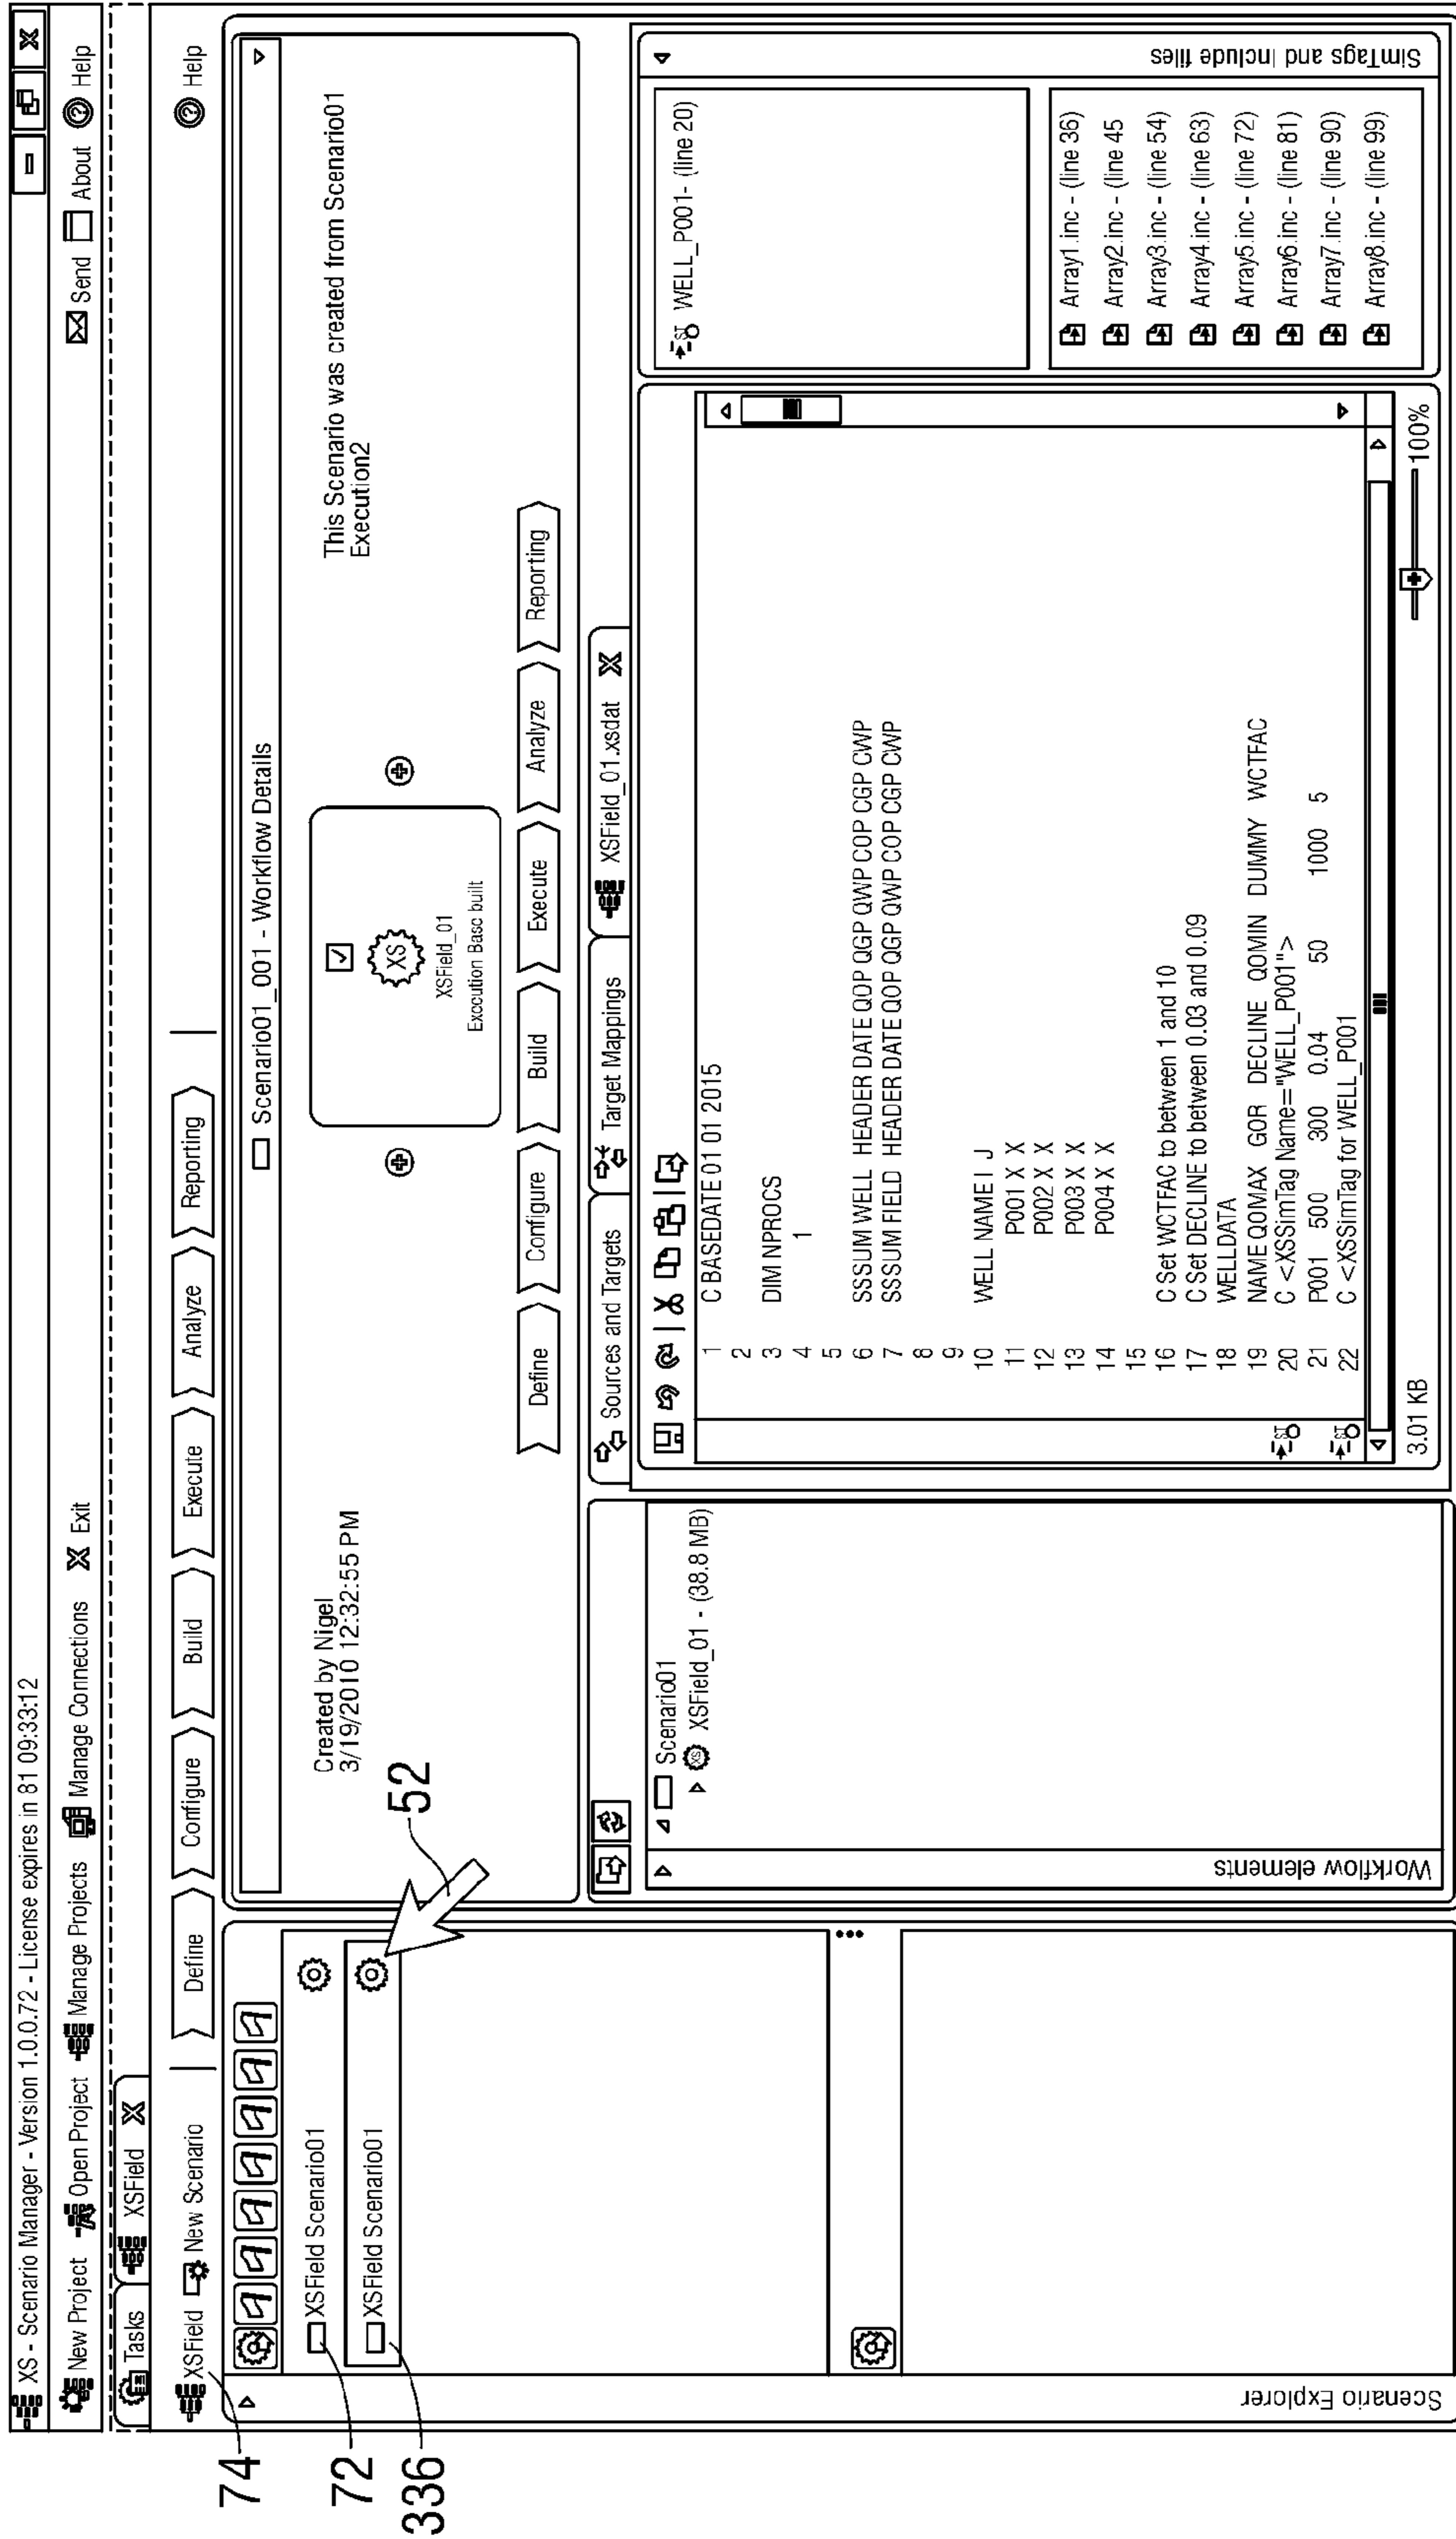 XS - Scenario Manager - Version 1.0.0.72 - License expires in 81 09:33:12
New Project Open Project Manage Projects Manage Connections X Exit Send About ? Help
Tasks XSField X
XSField New Scenario Define Configure Build Execute Analyze Reporting ? Help
74
72
336
52
Scenario Explorer
XSField Scenario01
XSField Scenario01
Scenario01_001 - Workflow Details
Created by Nigel
3/19/2010 12:32:55 PM
XS
XSField_01
Exocution Basc built
This Scenario was created from Scenario01
Execution2
Define Configure Build Execute Analyze Reporting
Workflow elements
Scenario01
XS XSField_01 - (38.8 MB)
Sources and Targets Target Mappings XSField_01.xsdat X
1 C BASEDATE 01 01 2015
2
3 DIM NPROCS
4 1
5
6 SSSUM WELL HEADER DATE QOP QGP QWP COP CGP CWP
7 SSSUM FIELD HEADER DATE QOP QGP QWP COP CGP CWP
8
9
10 WELL NAME I J
11 P001 X X
12 P002 X X
13 P003 X X
14 P004 X X
15
16 C Set WCTFAC to between 1 and 10
17 C Set DECLINE to between 0.03 and 0.09
18 WELLDATA
19 NAME QOMAX GOR DECLINE QOMIN DUMMY WCTFAC
ST 20 C <XSSimTag Name="WELL_P001">
21 P001 500 300 0.04 50 1000 5
ST 22 C <XSSimTag for WELL_P001
3.01 KB
100%
SimTags and Include files
ST WELL_P001- (line 20)
Array1.inc - (line 36)
Array2.inc - (line 45
Array3.inc - (line 54)
Array4.inc - (line 63)
Array5.inc - (line 72)
Array6.inc - (line 81)
Array7.inc - (line 90)
Array8.inc - (line 99)